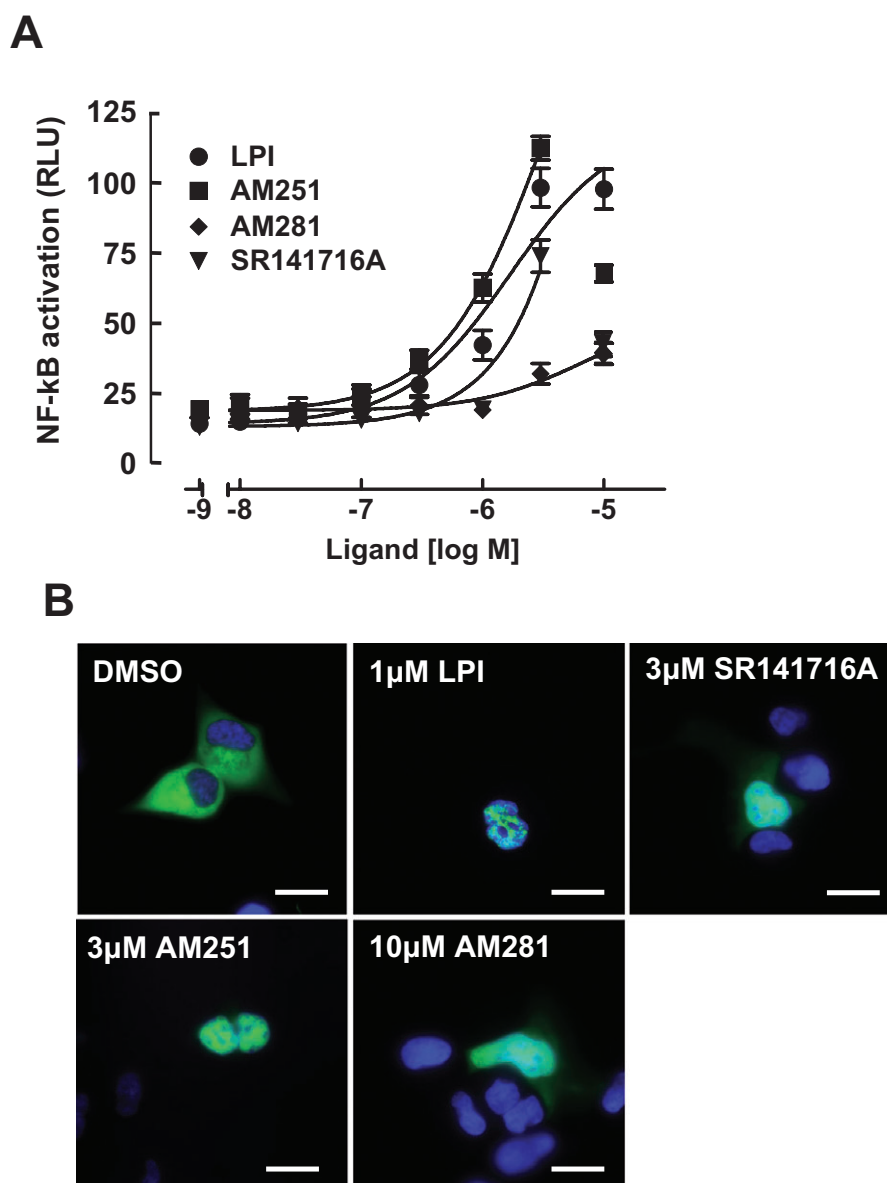 A
NF-kB activation (RLU)
125
100
75
50
25
0
LPI
AM251
AM281
SR141716A
-9 -8 -7 -6 -5
Ligand [log M]
B
DMSO
1µM LPI
3µM SR141716A
3µM AM251
10µM AM281